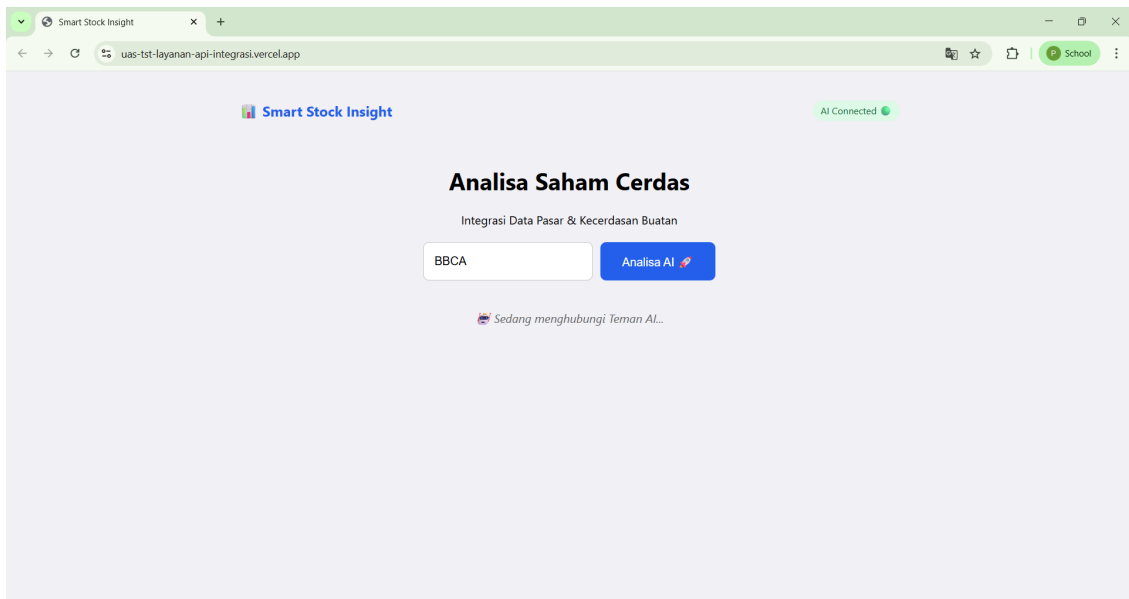 Smart Stock Insight
uas-tst-layanan-api-integrasi.vercel.app
P School
Smart Stock Insight
AI Connected
Analisa Saham Cerdas
Integrasi Data Pasar & Kecerdasan Buatan
BBCA
Analisa AI
Sedang menghubungi Teman AI...